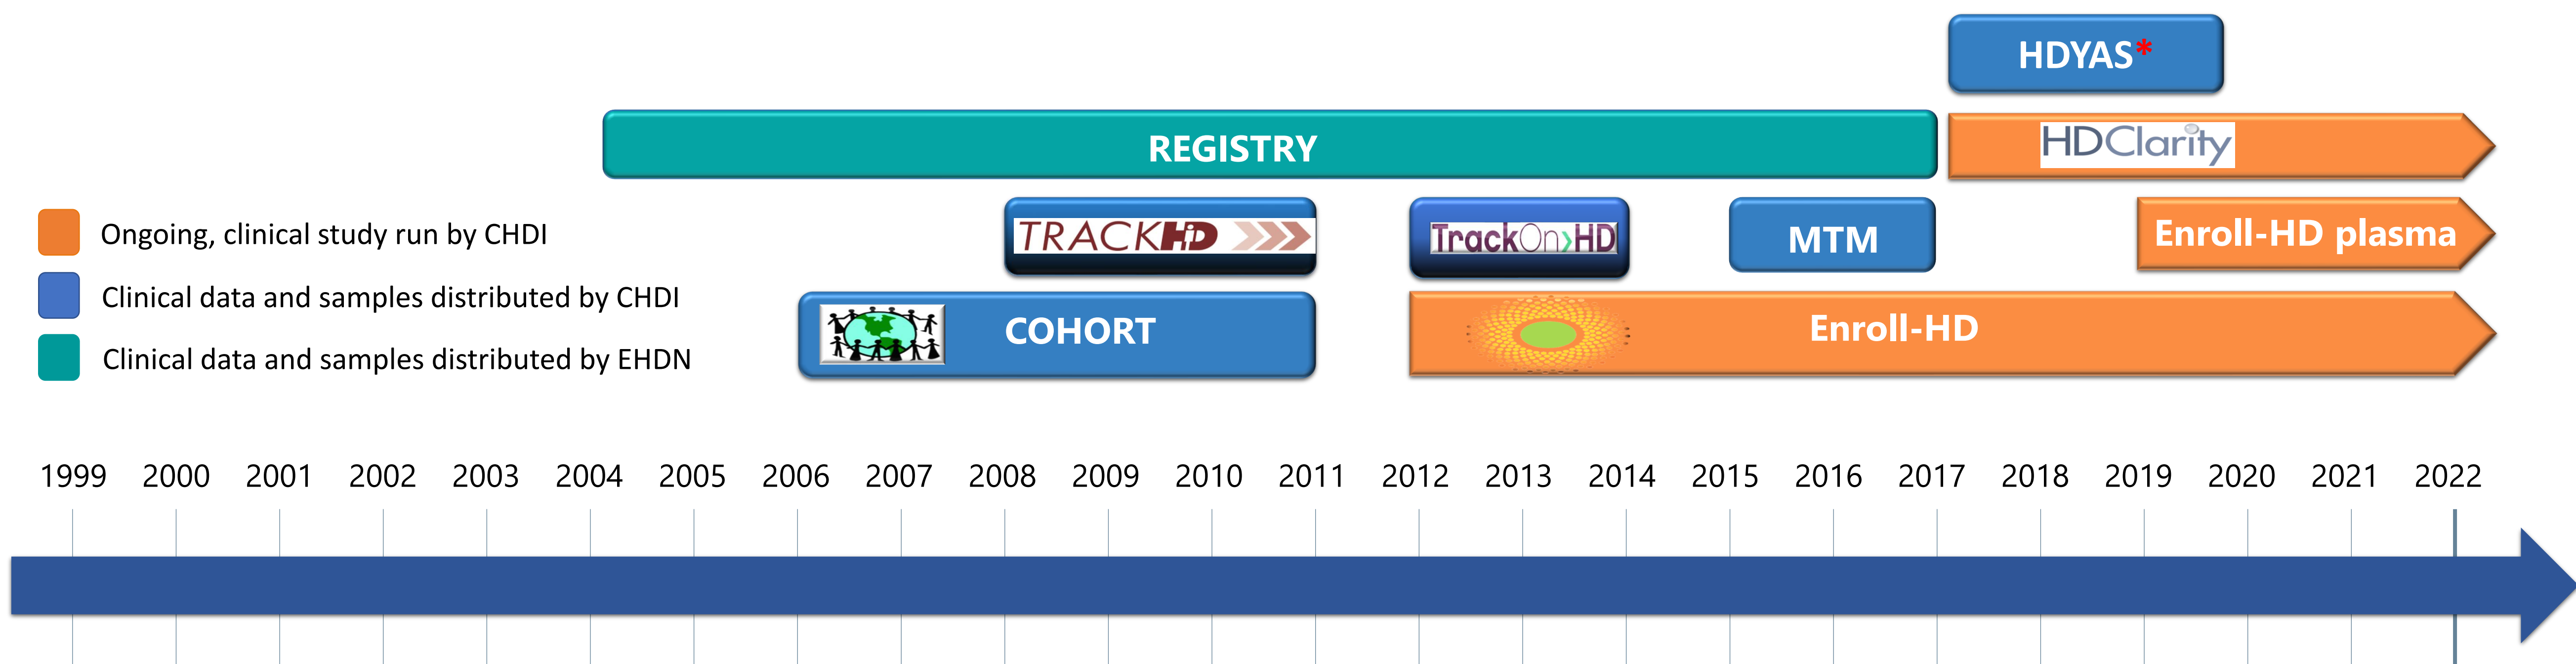 HDYAS*
REGISTRY
HDClarity
TRACKHD
TrackOn>HD
MTM
Enroll-HD plasma
COHORT
Enroll-HD
Ongoing, clinical study run by CHDI
Clinical data and samples distributed by CHDI
Clinical data and samples distributed by EHDN
1999 2000 2001 2002 2003 2004 2005 2006 2007 2008 2009 2010 2011 2012 2013 2014 2015 2016 2017 2018 2019 2020 2021 2022